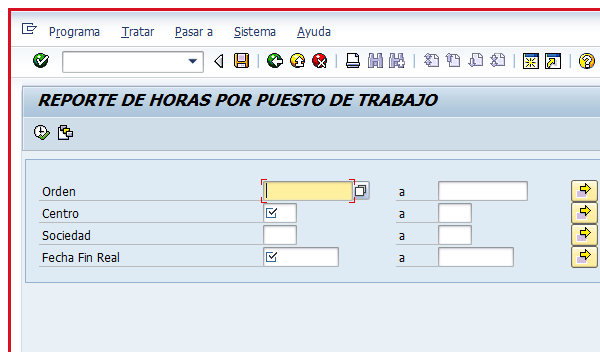 Programa Tratar Pasar a Sistema Ayuda
REPORTE DE HORAS POR PUESTO DE TRABAJO
Orden a
Centro a
Sociedad a
Fecha Fin Real a